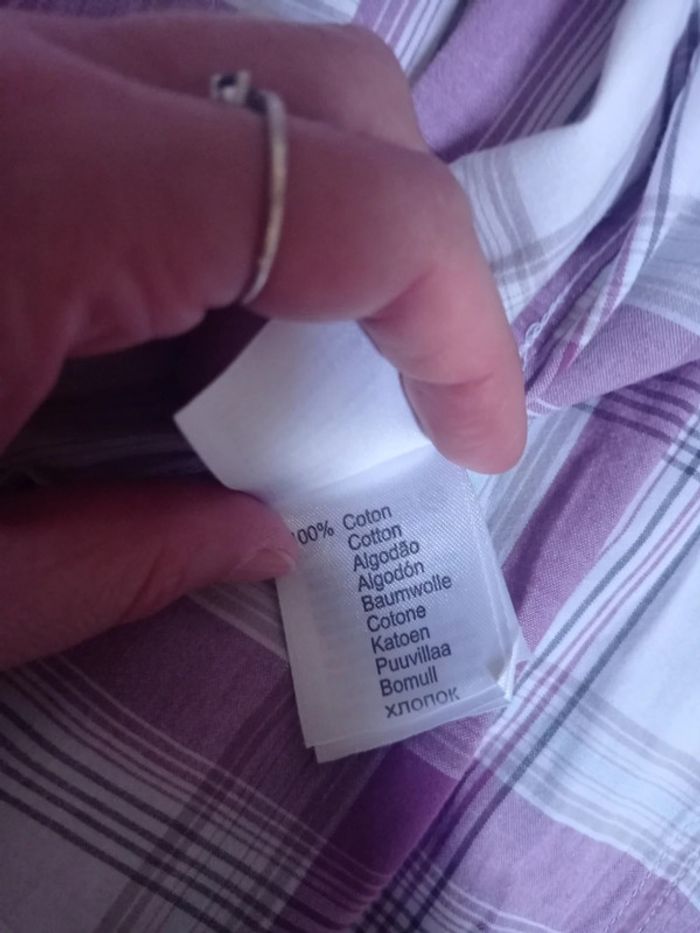 100% Coton
Cotton
Algodão
Algodón
Baumwolle
Cotone
Katoen
Puuvillaa
Bomull
хлопок